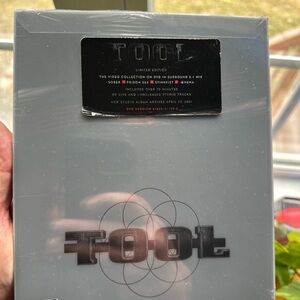 TOOL
LIMITED EDITION
THE VIDEO COLLECTION ON DVD IN SURROUND 5.1 MIX
SOBER PRISON SEX STINKFIST ÆNEMA
INCLUDES OVER 70 MINUTES
OF LIVE AND UNRELEASED STUDIO TRACKS
NEW STUDIO ALBUM ARRIVES APRIL 17, 2001
TOOL